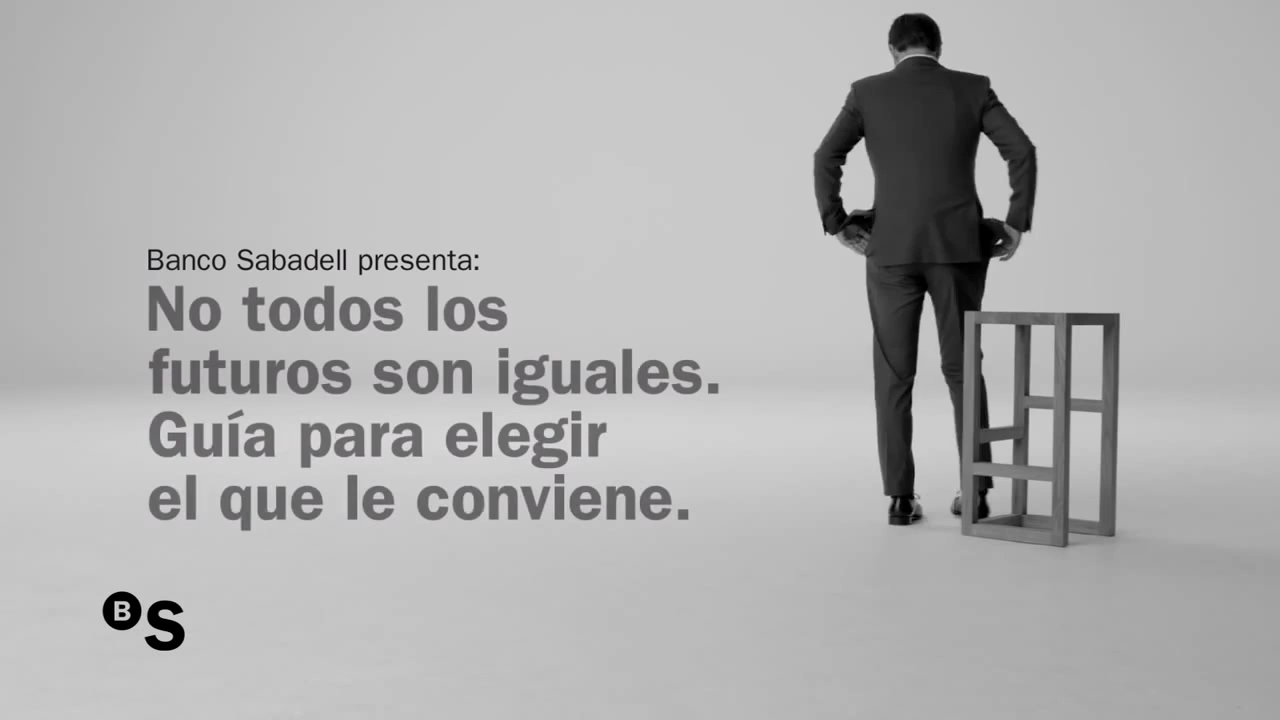 Banco Sabadell presenta:
No todos los
futuros son iguales.
Guía para elegir
el que le conviene.
BS